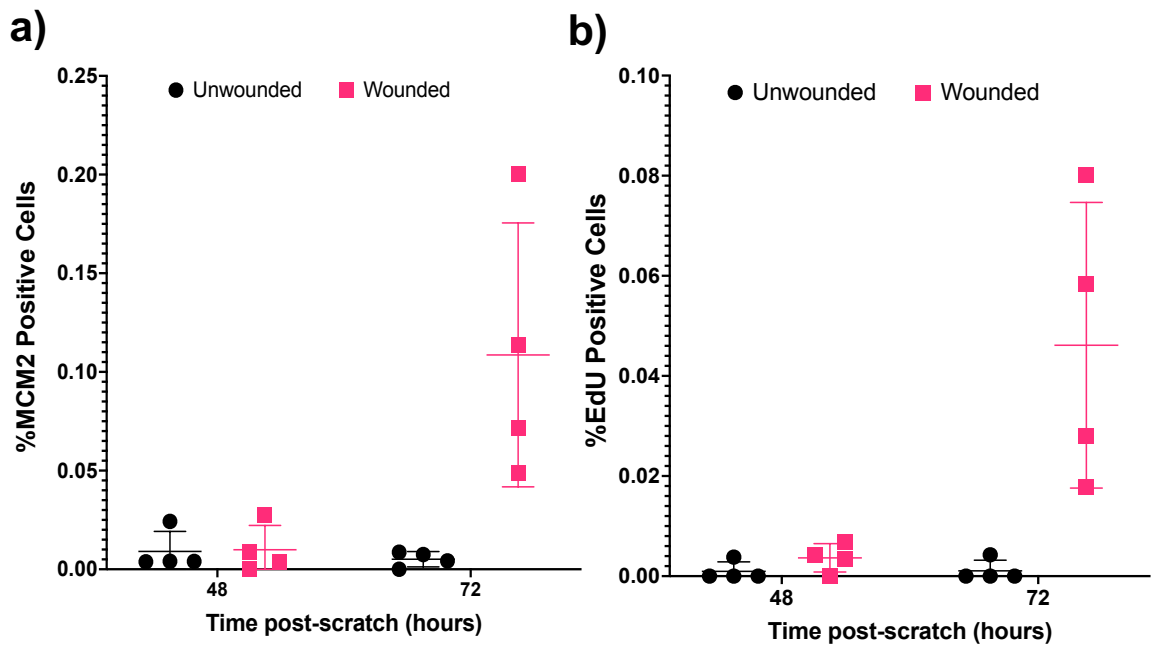 a)
%MCM2 Positive Cells
0.25
0.20
0.15
0.10
0.05
0.00
Unwounded Wounded
48 72
Time post-scratch (hours)
b)
%EdU Positive Cells
0.10
0.08
0.06
0.04
0.02
0.00
Unwounded Wounded
48 72
Time post-scratch (hours)